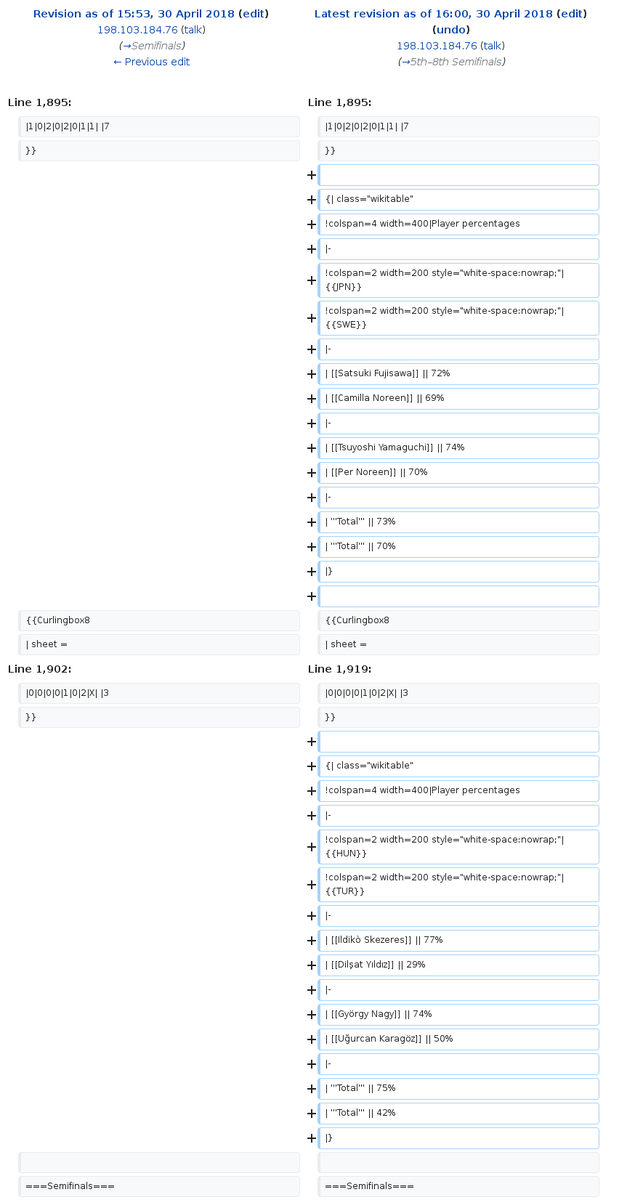 Revision as of 15:53, 30 April 2018 (edit)
198.103.184.76 (talk)
(→Semifinals)
← Previous edit
Latest revision as of 16:00, 30 April 2018 (edit)
(undo)
198.103.184.76 (talk)
(→5th–8th Semifinals)
Line 1,895:
Line 1,895:
|1|0|2|0|2|0|1|1| |7
|1|0|2|0|2|0|1|1| |7
}}
}}
+
+ {| class="wikitable"
+ !colspan=4 width=400|Player percentages
+ |-
+ !colspan=2 width=200 style="white-space:nowrap;"|
{{JPN}}
+ !colspan=2 width=200 style="white-space:nowrap;"|
{{SWE}}
+ |-
+ | [[Satsuki Fujisawa]] || 72%
+ | [[Camilla Noreen]] || 69%
+ |-
+ | [[Tsuyoshi Yamaguchi]] || 74%
+ | [[Per Noreen]] || 70%
+ |-
+ | '''Total''' || 73%
+ | '''Total''' || 70%
+ |}
+
{{Curlingbox8
{{Curlingbox8
| sheet =
| sheet =
Line 1,902:
Line 1,919:
|0|0|0|0|1|0|2|X| |3
|0|0|0|0|1|0|2|X| |3
}}
}}
+
+ {| class="wikitable"
+ !colspan=4 width=400|Player percentages
+ |-
+ !colspan=2 width=200 style="white-space:nowrap;"|
{{HUN}}
+ !colspan=2 width=200 style="white-space:nowrap;"|
{{TUR}}
+ |-
+ | [[Ildikò Skezeres]] || 77%
+ | [[Dilşat Yıldız]] || 29%
+ |-
+ | [[György Nagy]] || 74%
+ | [[Uğurcan Karagöz]] || 50%
+ |-
+ | '''Total''' || 75%
+ | '''Total''' || 42%
+ |}
===Semifinals===
===Semifinals===